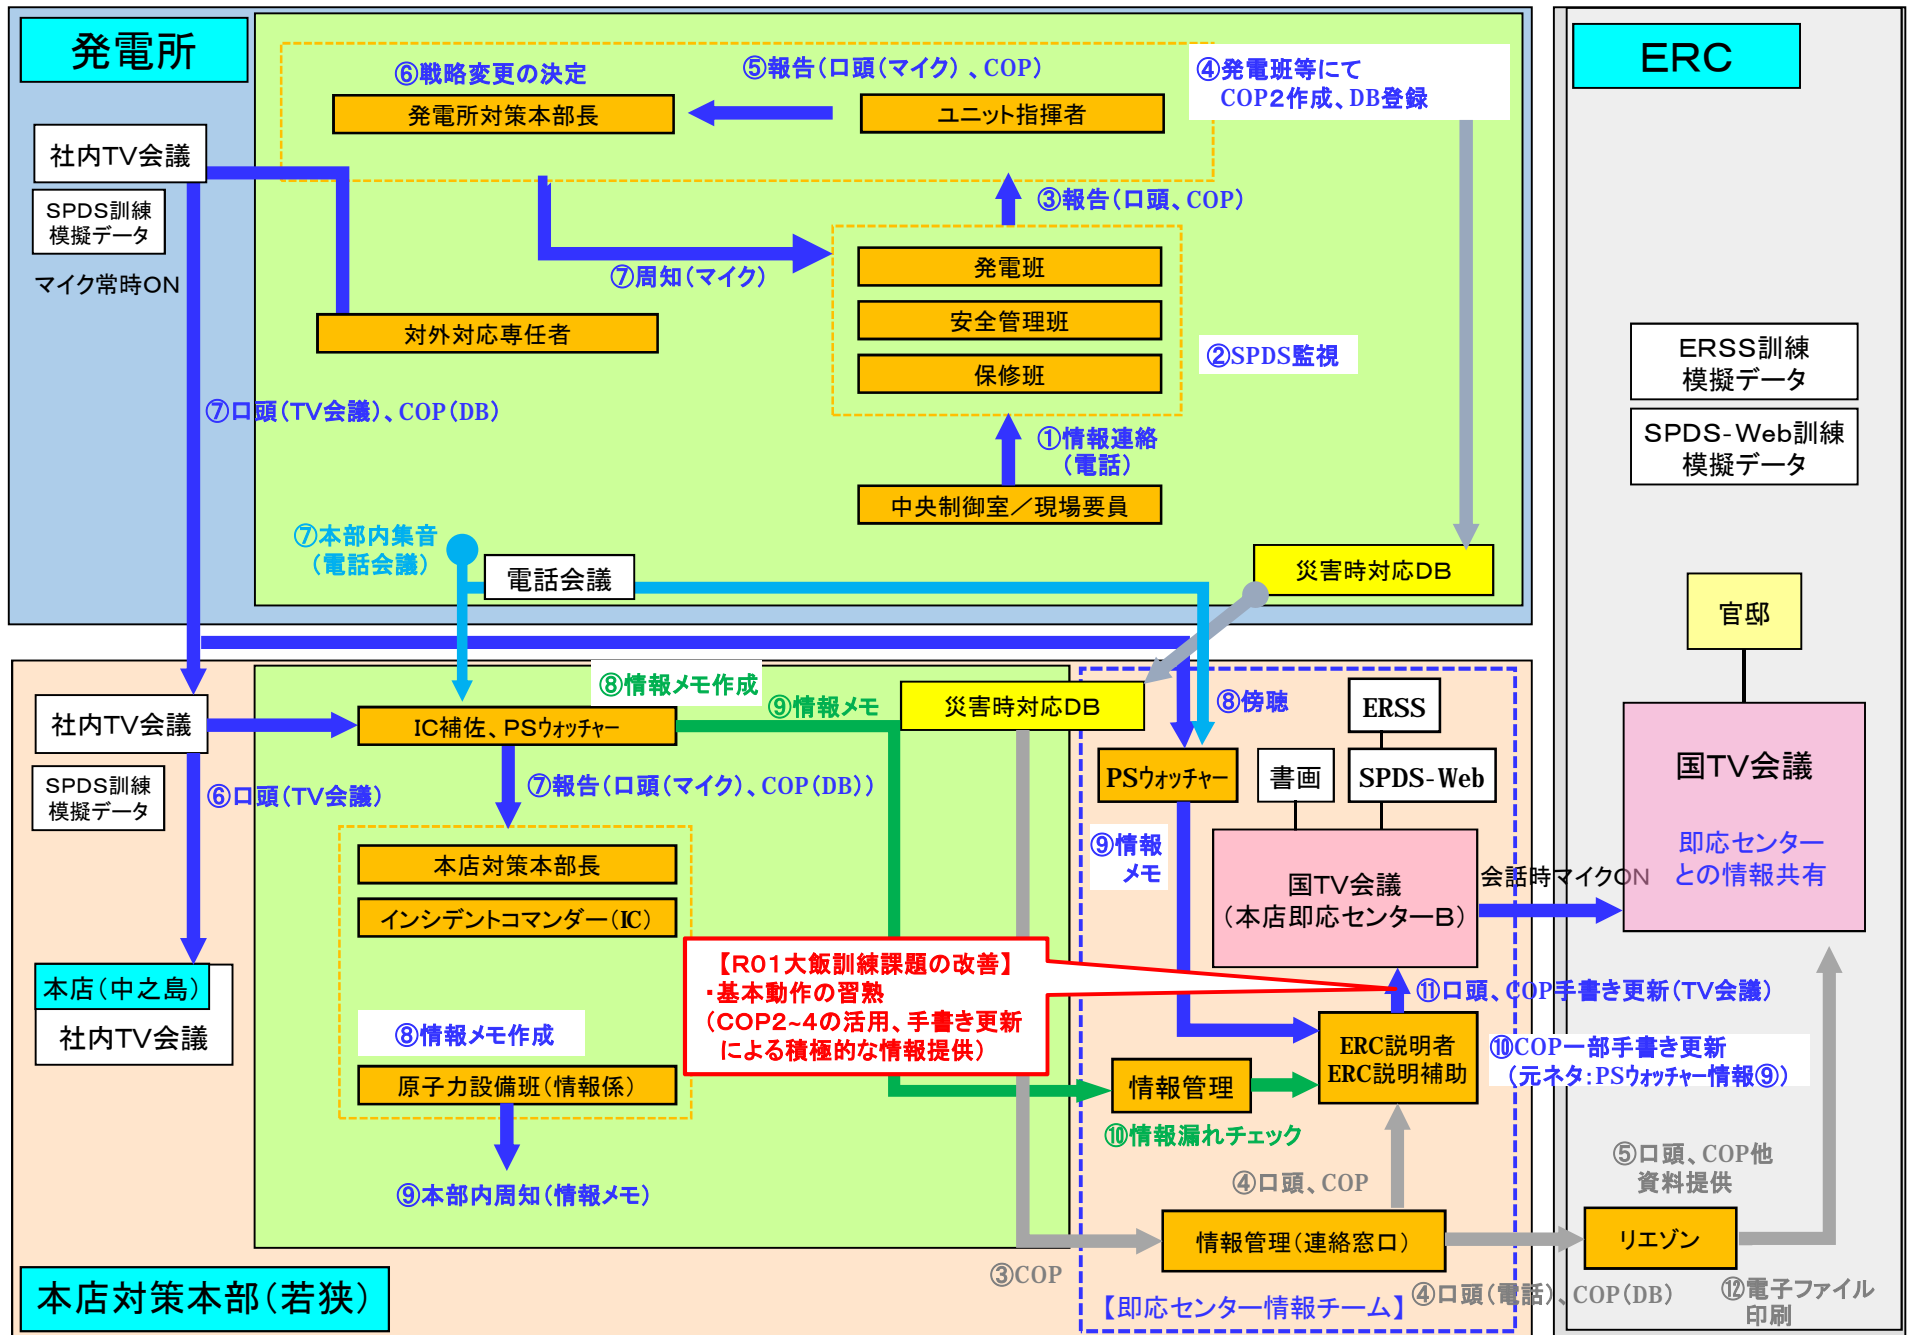 発電所
⑥戦略変更の決定
⑤報告(口頭(マイク)、COP)
④発電班等にて
COP2作成、DB登録
発電所対策本部長
ユニット指揮者
社内TV会議
SPDS訓練
模擬データ
マイク常時ON
③報告(口頭、COP)
⑦周知(マイク)
発電班
安全管理班
保修班
対外対応専任者
②SPDS監視
⑦口頭(TV会議)、COP(DB)
①情報連絡
(電話)
中央制御室/現場要員
⑦本部内集音
(電話会議)
電話会議
災害時対応DB
ERC
ERSS訓練
模擬データ
SPDS-Web訓練
模擬データ
官邸
国TV会議
即応センター
との情報共有
社内TV会議
SPDS訓練
模擬データ
⑥口頭(TV会議)
本店(中之島)
社内TV会議
⑧情報メモ作成
⑨情報メモ
IC補佐、PSウォッチャー
⑦報告(口頭(マイク)、COP(DB))
本店対策本部長
インシデントコマンダー(IC)
【R01大飯訓練課題の改善】
・基本動作の習熟
(COP2~4の活用、手書き更新
による積極的な情報提供)
⑧情報メモ作成
原子力設備班(情報係)
⑨本部内周知(情報メモ)
本店対策本部(若狭)
災害時対応DB
⑧傍聴
ERSS
PSウォッチャー
書画
SPDS-Web
⑨情報
メモ
国TV会議
(本店即応センターB)
会話時マイクON
⑪口頭、COP手書き更新(TV会議)
ERC説明者
ERC説明補助
⑩COP一部手書き更新
(元ネタ:PSウォッチャー情報⑨)
情報管理
⑩情報漏れチェック
④口頭、COP
情報管理(連絡窓口)
③COP
【即応センター情報チーム】
④口頭(電話)、COP(DB)
⑤口頭、COP他
資料提供
リエゾン
⑫電子ファイル
印刷